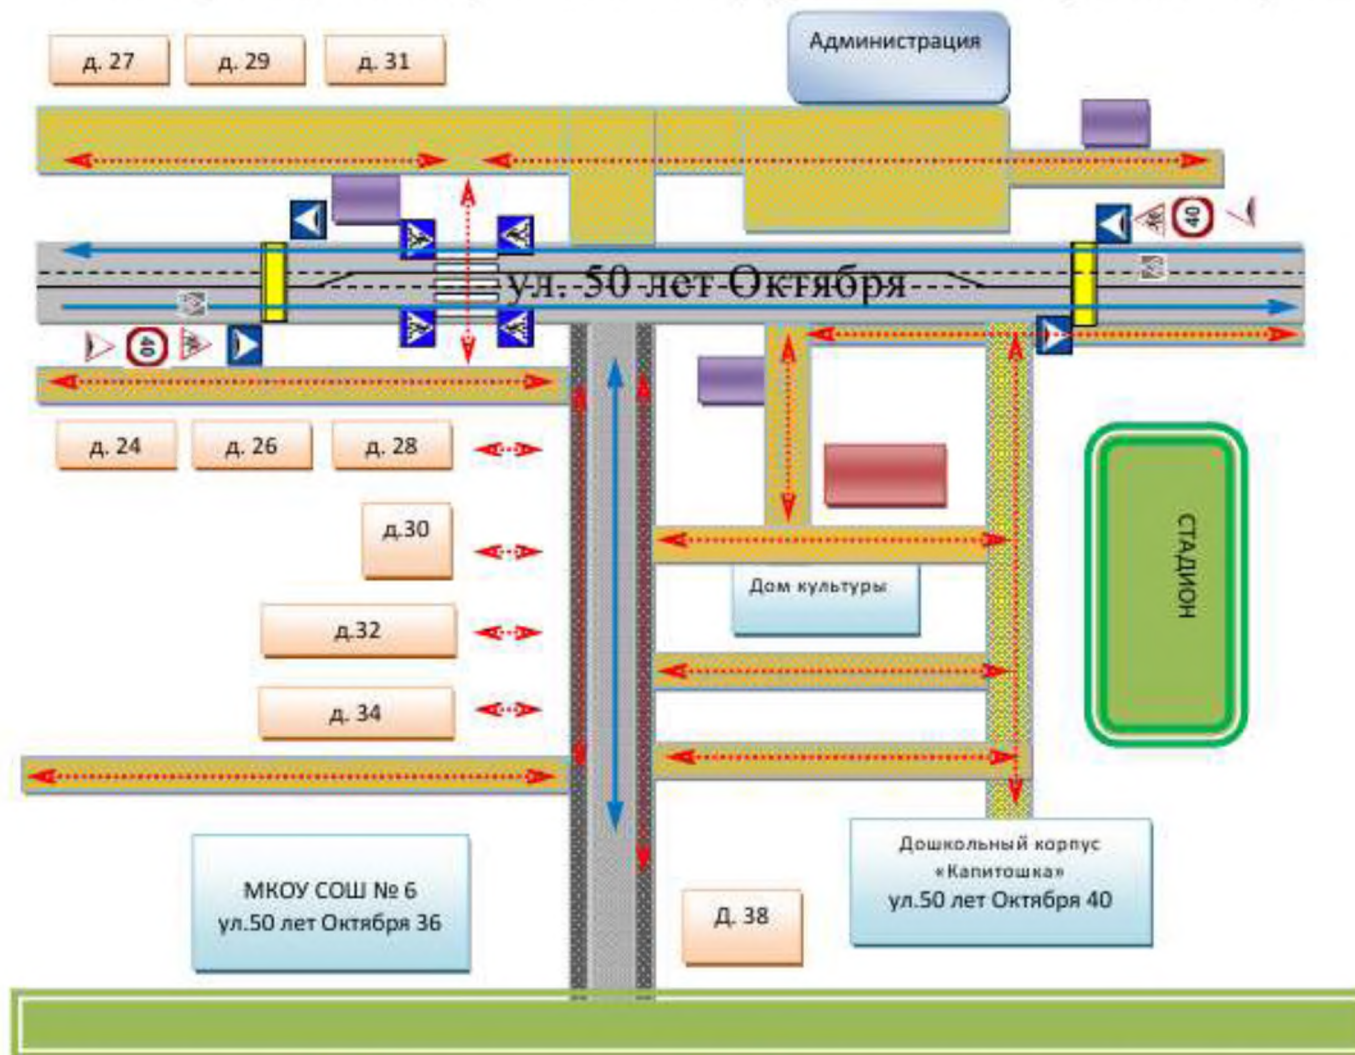 д. 27
д. 29
д. 31
Администрация
40
ул. 50 лет Октября
40
д. 24
д. 26
д. 28
д.30
д.32
д. 34
Дом культуры
СТАДИОН
МКОУ СОШ № 6
ул.50 лет Октября 36
Д. 38
Дошкольный корпус
«Капитошка»
ул.50 лет Октября 40